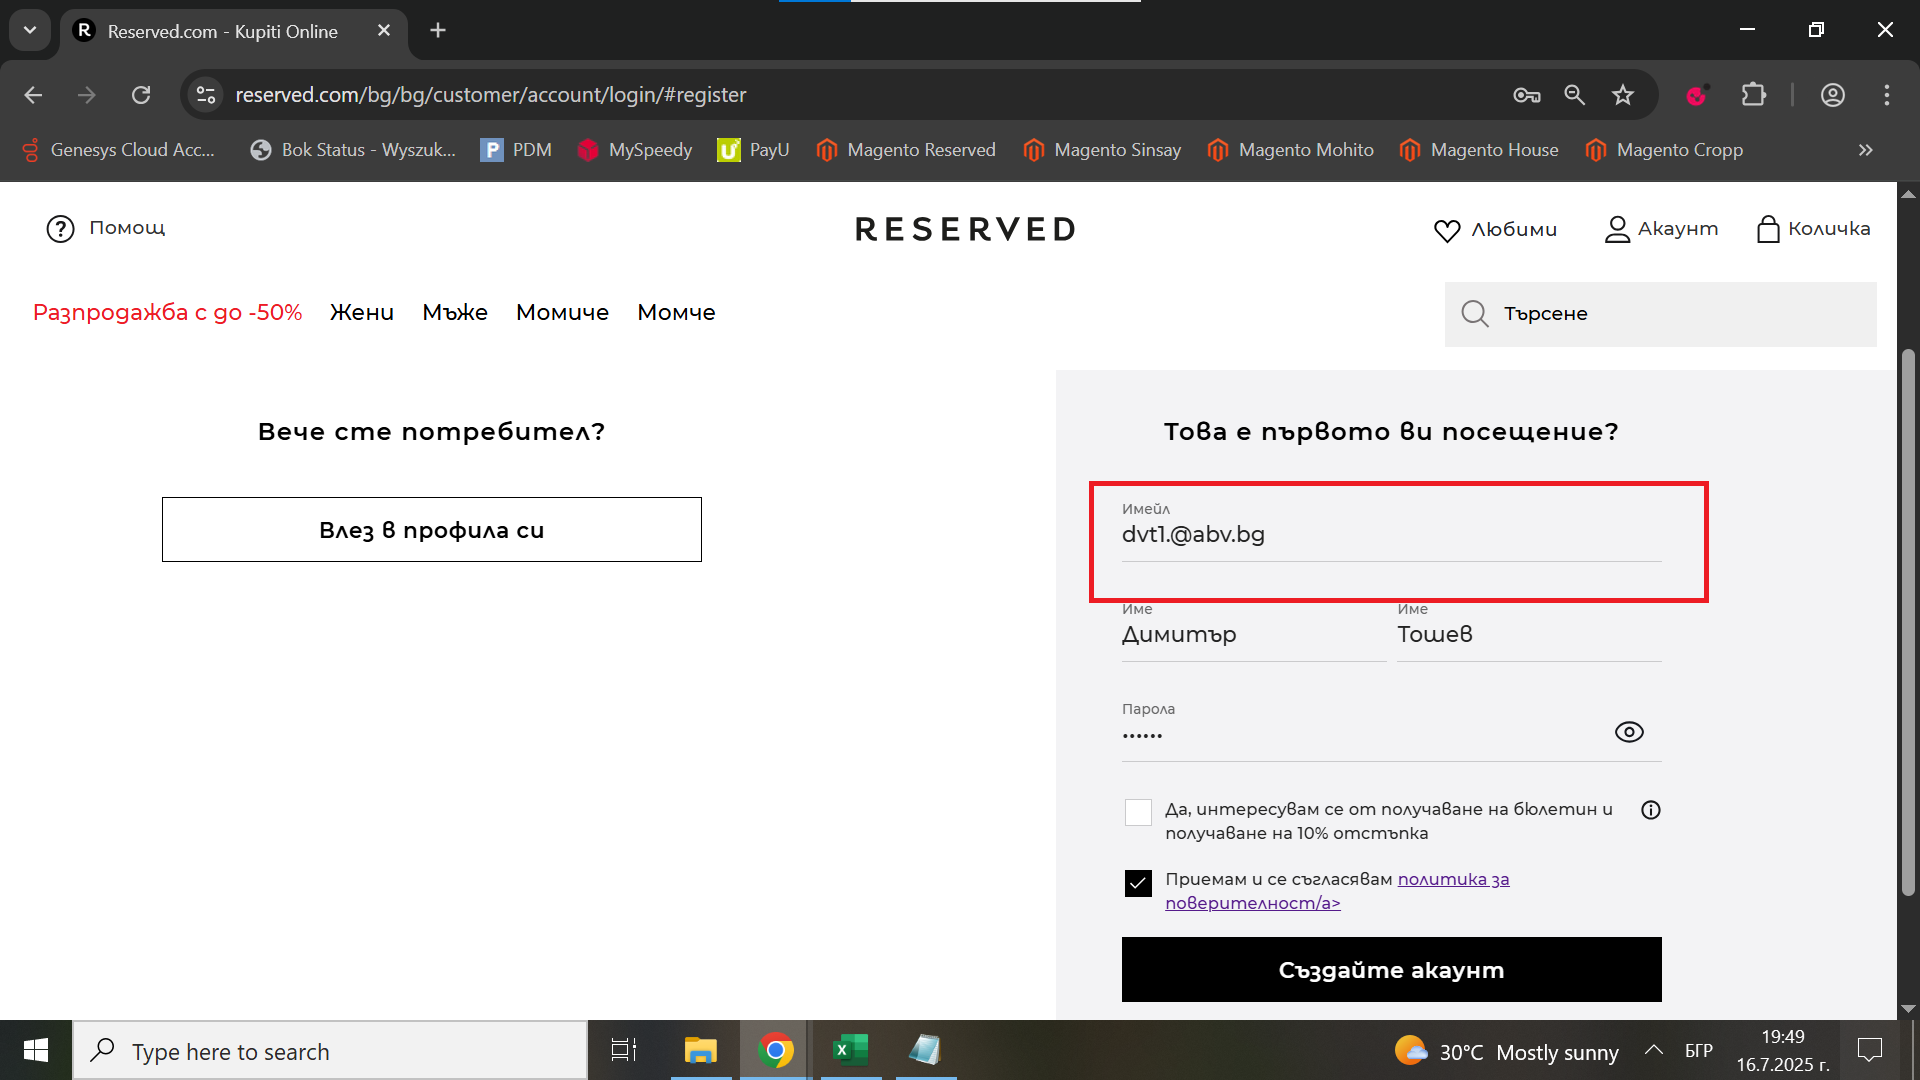 Reserved.com - Kupiti Online
reserved.com/bg/bg/customer/account/login/#register
Genesys Cloud Acc...
Bok Status - Wyszuk...
PDM
MySpeedy
PayU
Magento Reserved
Magento Sinsay
Magento Mohito
Magento House
Magento Cropp
Помощ
RESERVED
Любими
Акаунт
Количка
Разпродажба с до -50%
Жени
Мъже
Момиче
Момче
Търсене
Вече сте потребител?
Влез в профила си
Това е първото ви посещение?
Имейл
dvt1.@abv.bg
Име
Димитър
Име
Тошев
Парола
••••••
Да, интересувам се от получаване на бюлетин и
получаване на 10% отстъпка
Приемам и се съгласявам политика за
поверителност/a>
Създайте акаунт
Type here to search
30°C Mostly sunny
БГР
19:49
16.7.2025 г.